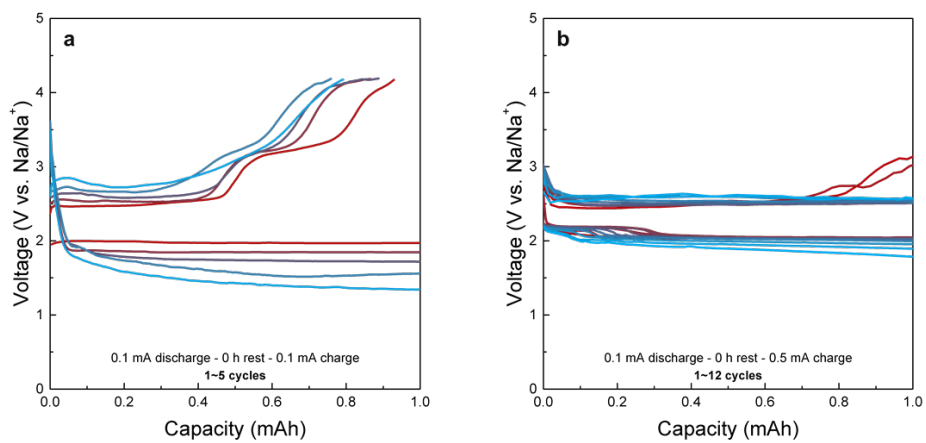 a
5
4
3
2
1
0
Voltage (V vs. Na/Na⁺)
0.1 mA discharge - 0 h rest - 0.1 mA charge
1~5 cycles
0.0 0.2 0.4 0.6 0.8 1.0
Capacity (mAh)
b
5
4
3
2
1
0
Voltage (V vs. Na/Na⁺)
0.1 mA discharge - 0 h rest - 0.5 mA charge
1~12 cycles
0.0 0.2 0.4 0.6 0.8 1.0
Capacity (mAh)